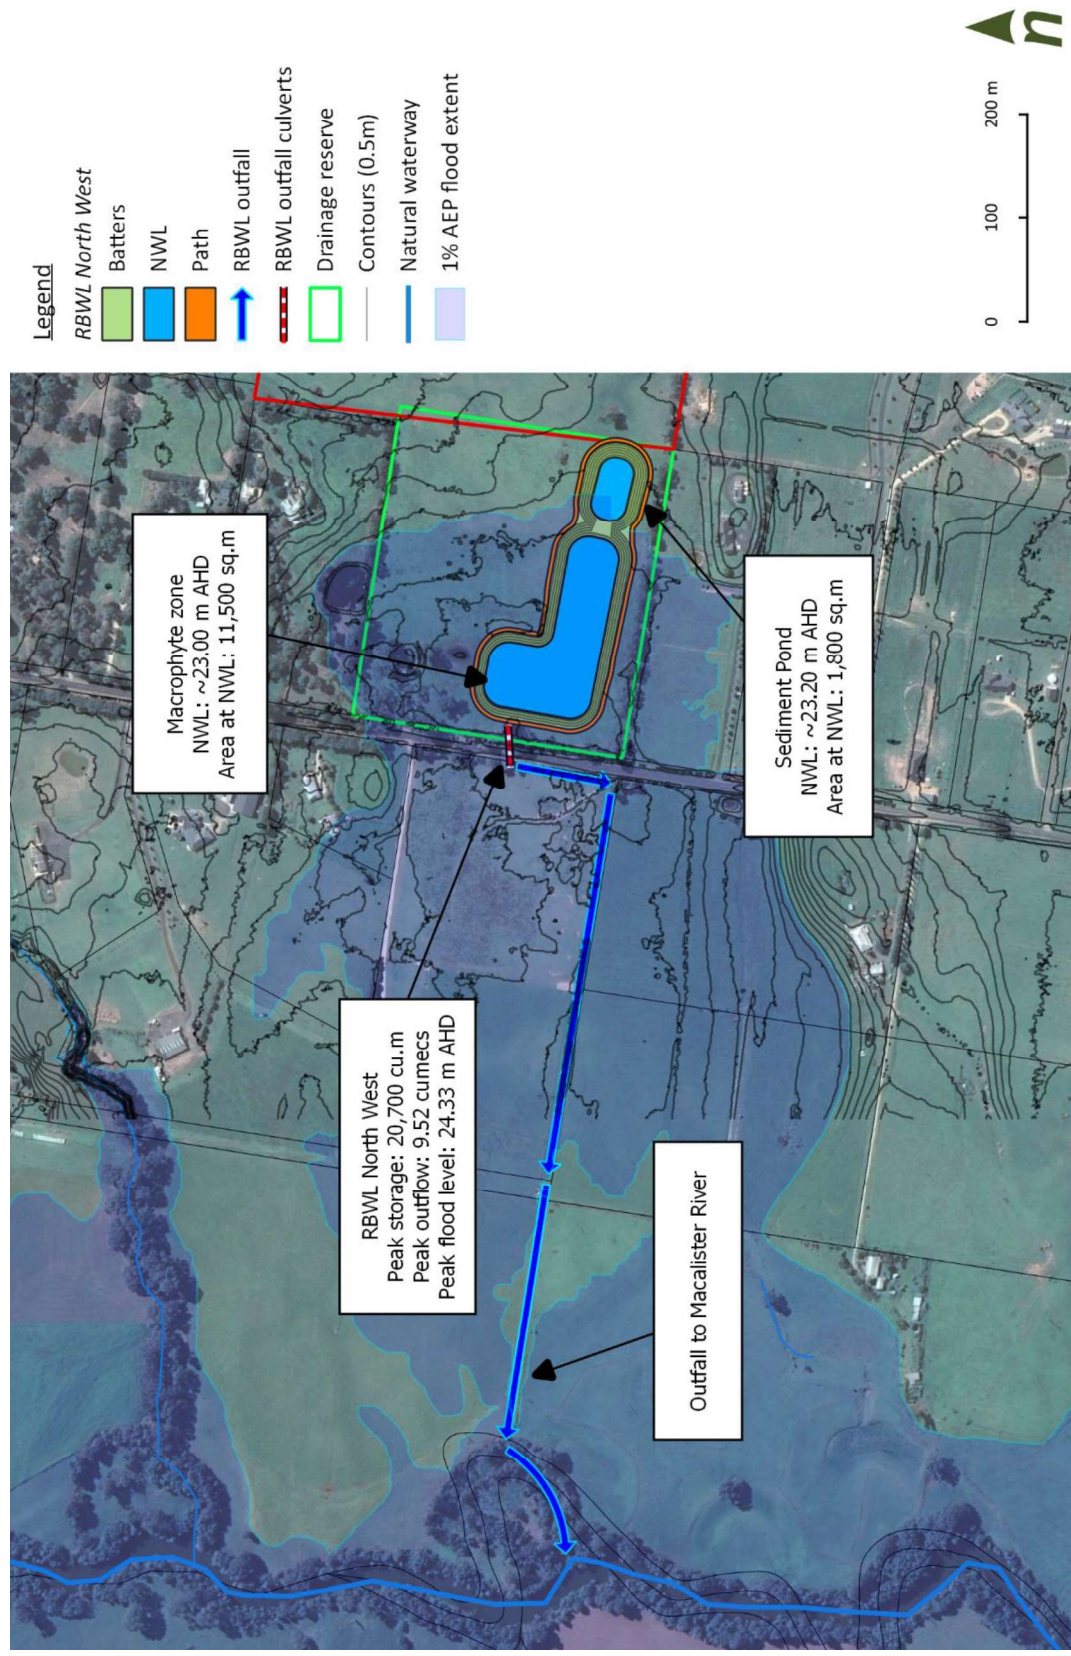 Legend
RBWL North West
Batters
NWL
Path
RBWL outfall
RBWL outfall culverts
Drainage reserve
Contours (0.5m)
Natural waterway
1% AEP flood extent
0
100
200 m
n
Macrophyte zone
NWL: ~23.00 m AHD
Area at NWL: 11,500 sq.m
Sediment Pond
NWL: ~23.20 m AHD
Area at NWL: 1,800 sq.m
RBWL North West
Peak storage: 20,700 cu.m
Peak outflow: 9.52 cumecs
Peak flood level: 24.33 m AHD
Outfall to Macalister River